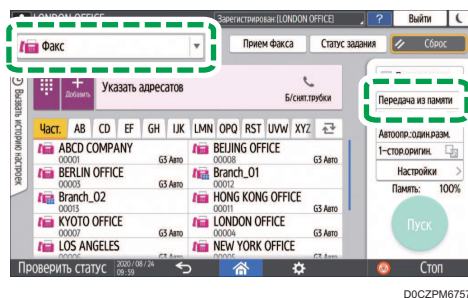 LONDON OFFICE
Зарегистрирован:[LONDON OFFICE]
?
Выйти
Факс
Прием Факса
Статус задания
Сброс
Вызвать историю настроек
Добавить
Указать адресатов
Б/снят.трубки
Передача из памяти
Част. AB CD EF GH IJK LMN OPQ RST UVW XYZ
Автоопр.:один.разм.
1-стор.оригин.
Настройки >
Память: 100%
Пуск
ABCD COMPANY
00001 G3 Авто
BEIJING OFFICE
00008 G3 Авто
BERLIN OFFICE
00003 G3 Авто
Branch_01
00012
Branch_02
00013
HONG KONG OFFICE
00011 G3 Авто
KYOTO OFFICE
00007 G3 Авто
LONDON OFFICE
00004 G3 Авто
LOS ANGELES
NEW YORK OFFICE
Проверить статус
2020/08/24
09:59
Стоп
D0CZPM6757